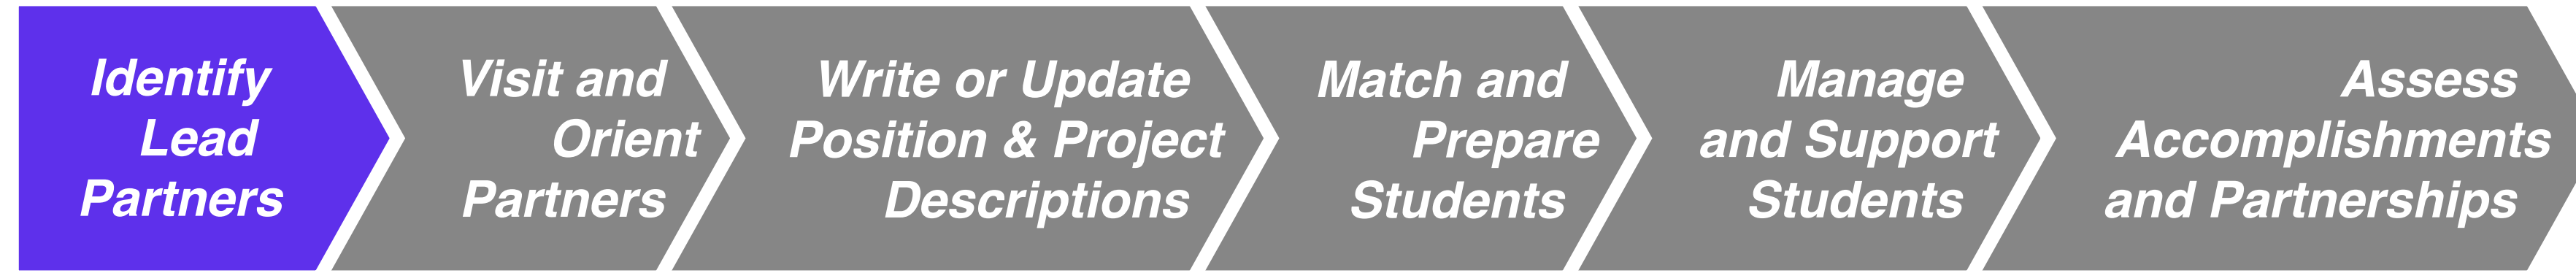 Identify
Lead
Partners
Visit and
Orient
Partners
Write or Update
Position & Project
Descriptions
Match and
Prepare
Students
Manage
and Support
Students
Assess
Accomplishments
and Partnerships